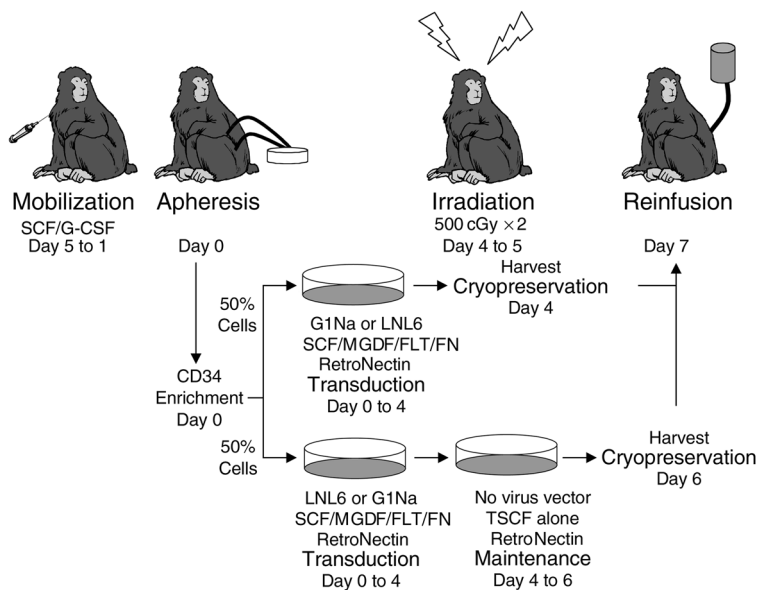 Mobilization
SCF/G-CSF
Day 5 to 1
Apheresis
Day 0
Irradiation
500 cGy ×2
Day 4 to 5
Reinfusion
Day 7
50%
Cells
G1Na or LNL6
SCF/MGDF/FLT/FN
RetroNectin
Transduction
Day 0 to 4
Harvest
Cryopreservation
Day 4
CD34
Enrichment
Day 0
50%
Cells
LNL6 or G1Na
SCF/MGDF/FLT/FN
RetroNectin
Transduction
Day 0 to 4
No virus vector
TSCF alone
RetroNectin
Maintenance
Day 4 to 6
Harvest
Cryopreservation
Day 6